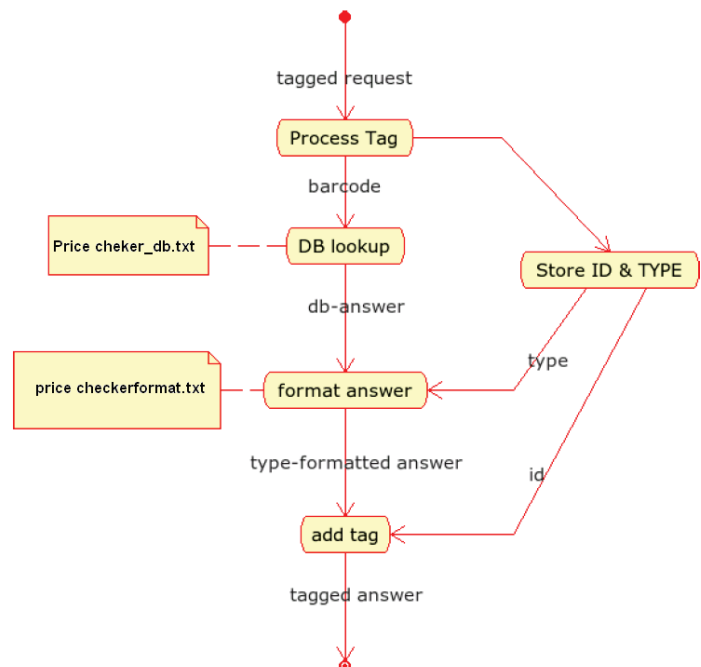 tagged request
Process Tag
barcode
Price cheker_db.txt
DB lookup
Store ID & TYPE
db-answer
type
price checkerformat.txt
format answer
type-formatted answer
id
add tag
tagged answer